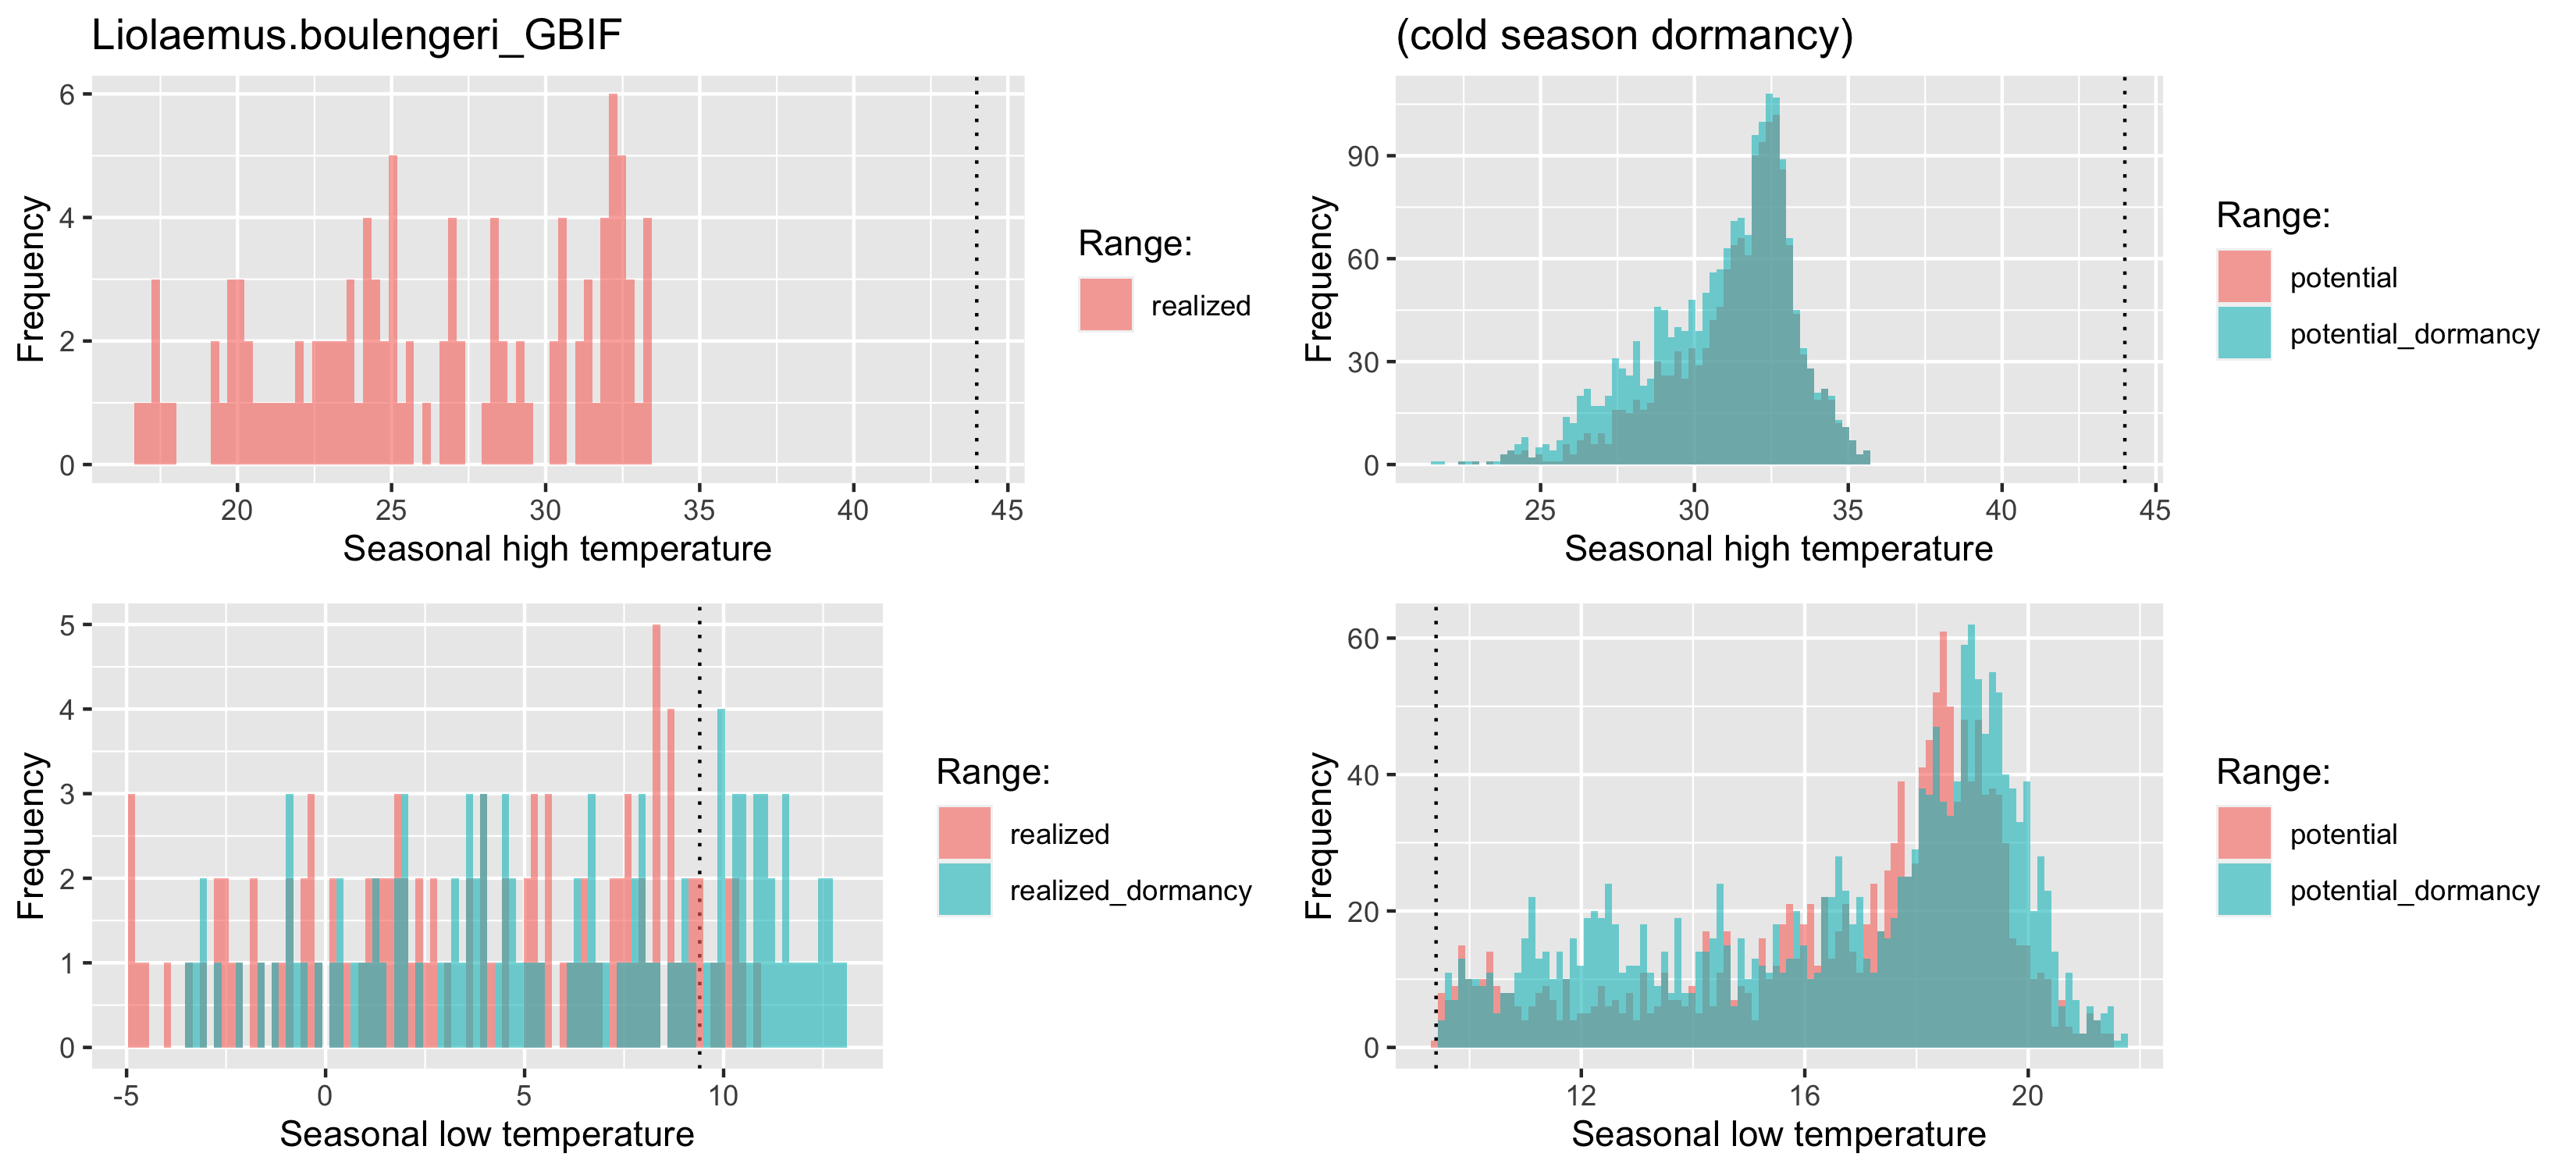 Liolaemus.boulengeri_GBIF
6
4
2
0
Frequency
20 25 30 35 40 45
Seasonal high temperature
Range:
realized
(cold season dormancy)
90
60
30
0
Frequency
25 30 35 40 45
Seasonal high temperature
Range:
potential
potential_dormancy
5
4
3
2
1
0
Frequency
-5 0 5 10
Seasonal low temperature
Range:
realized
realized_dormancy
60
40
20
0
Frequency
12 16 20
Seasonal low temperature
Range:
potential
potential_dormancy